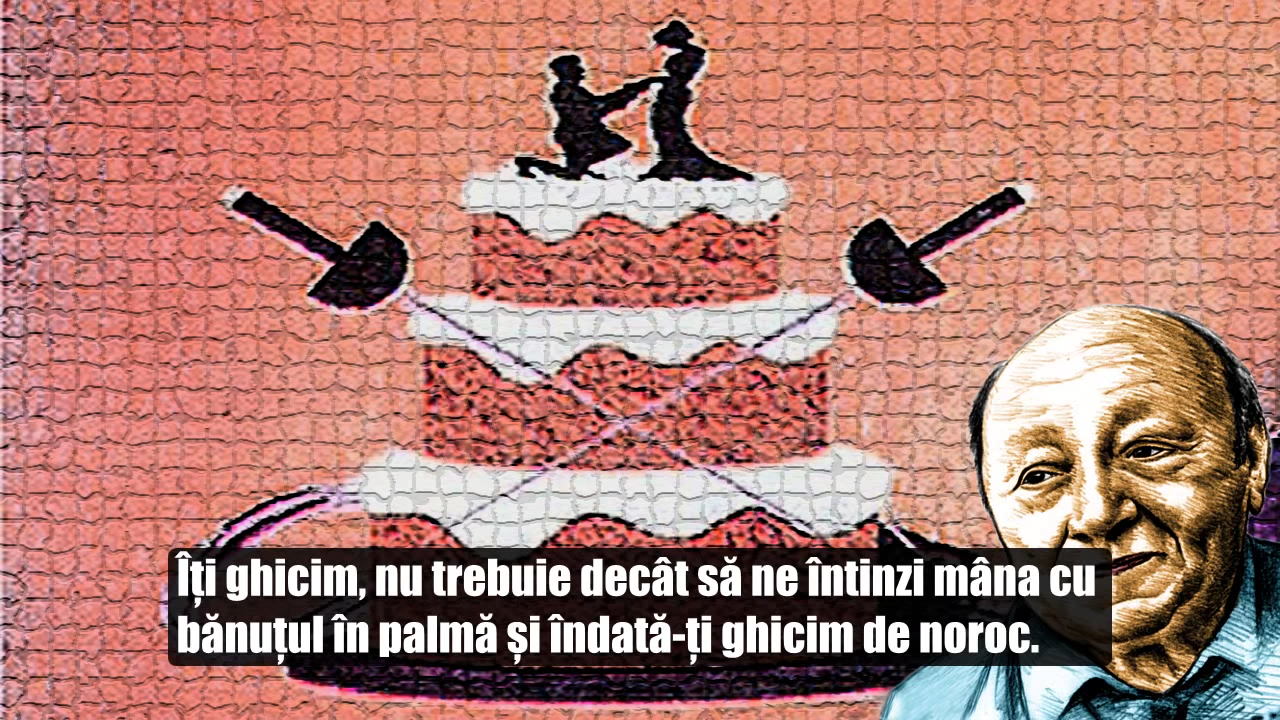 Îți ghicim, nu trebuie decât să ne întinzi mâna cu
bănuțul în palmă și îndată-ți ghicim de noroc.